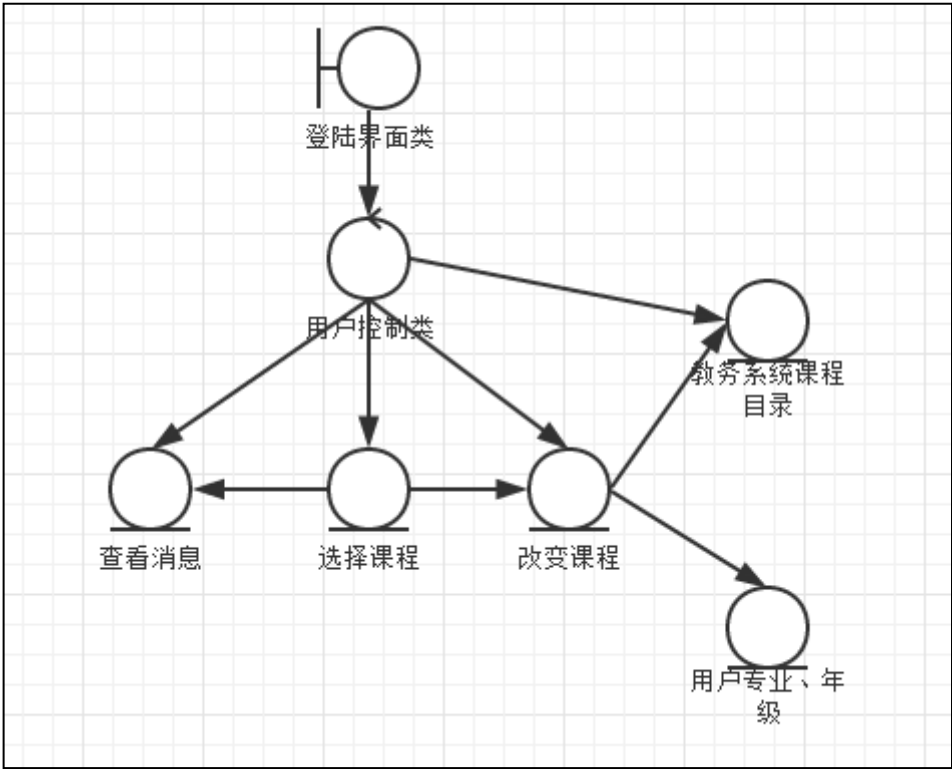 登陆界面类
用户控制类
教务系统课程
目录
查看消息
选择课程
改变课程
用户专业、年
级